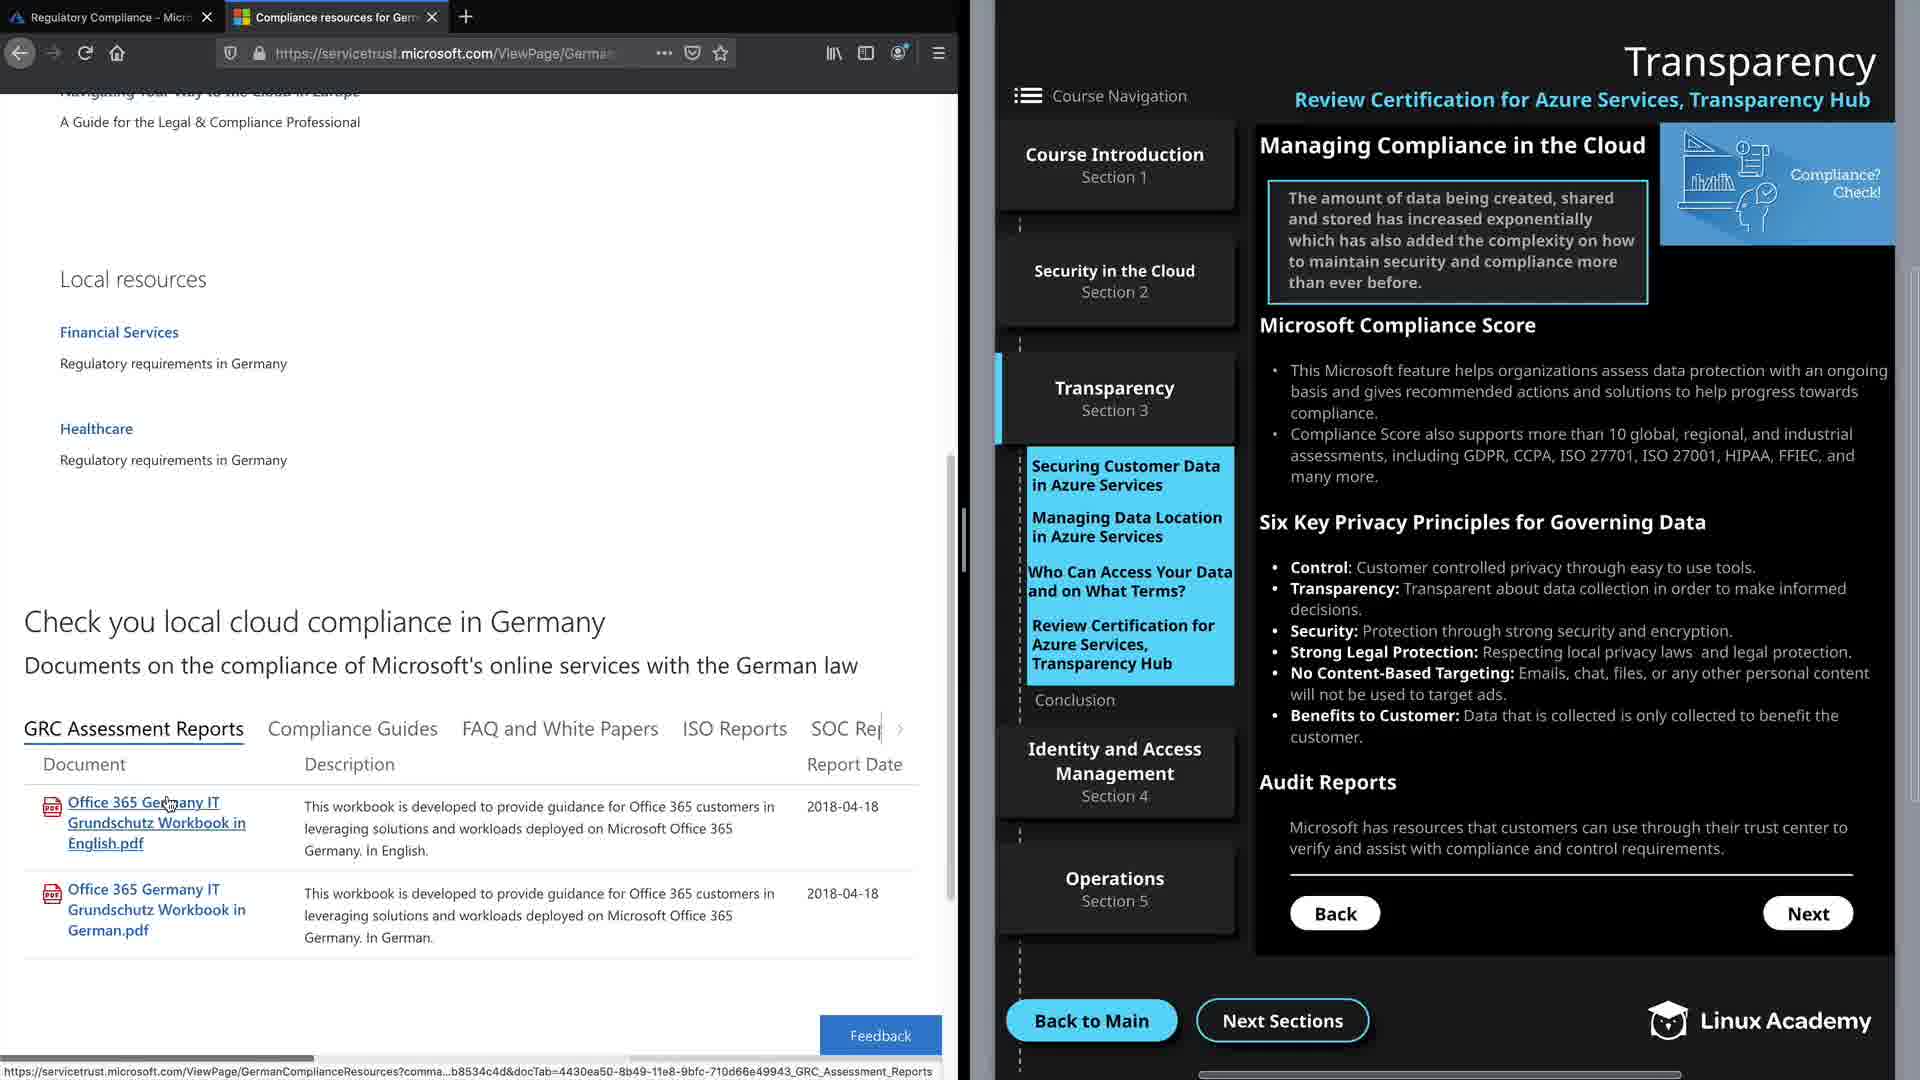 Regulatory Compliance - Micro
Compliance resources for Germ
https://servicetrust.microsoft.com/ViewPage/German
Navigating Your Way to the Cloud in Europe
A Guide for the Legal & Compliance Professional
Local resources
Financial Services
Regulatory requirements in Germany
Healthcare
Regulatory requirements in Germany
Check you local cloud compliance in Germany
Documents on the compliance of Microsoft's online services with the German law
GRC Assessment Reports
Compliance Guides
FAQ and White Papers
ISO Reports
SOC Rep
Document
Description
Report Date
Office 365 Germany IT
Grundschutz Workbook in
English.pdf
This workbook is developed to provide guidance for Office 365 customers in
leveraging solutions and workloads deployed on Microsoft Office 365
Germany. In English.
2018-04-18
Office 365 Germany IT
Grundschutz Workbook in
German.pdf
This workbook is developed to provide guidance for Office 365 customers in
leveraging solutions and workloads deployed on Microsoft Office 365
Germany. In German.
2018-04-18
Feedback
https://servicetrust.microsoft.com/ViewPage/GermanComplianceResources?comma...b8534c4d&docTab=4430ea50-8b49-11e8-9bfc-710d66e49943_GRC_Assessment_Reports
Transparency
Review Certification for Azure Services, Transparency Hub
Course Navigation
Course Introduction
Section 1
Security in the Cloud
Section 2
Transparency
Section 3
Securing Customer Data
in Azure Services
Managing Data Location
in Azure Services
Who Can Access Your Data
and on What Terms?
Review Certification for
Azure Services,
Transparency Hub
Conclusion
Identity and Access
Management
Section 4
Operations
Section 5
Managing Compliance in the Cloud
Compliance?
Check!
The amount of data being created, shared
and stored has increased exponentially
which has also added the complexity on how
to maintain security and compliance more
than ever before.
Microsoft Compliance Score
• This Microsoft feature helps organizations assess data protection with an ongoing
basis and gives recommended actions and solutions to help progress towards
compliance.
• Compliance Score also supports more than 10 global, regional, and industrial
assessments, including GDPR, CCPA, ISO 27701, ISO 27001, HIPAA, FFIEC, and
many more.
Six Key Privacy Principles for Governing Data
• Control: Customer controlled privacy through easy to use tools.
• Transparency: Transparent about data collection in order to make informed
decisions.
• Security: Protection through strong security and encryption.
• Strong Legal Protection: Respecting local privacy laws and legal protection.
• No Content-Based Targeting: Emails, chat, files, or any other personal content
will not be used to target ads.
• Benefits to Customer: Data that is collected is only collected to benefit the
customer.
Audit Reports
Microsoft has resources that customers can use through their trust center to
verify and assist with compliance and control requirements.
Back
Next
Back to Main
Next Sections
Linux Academy